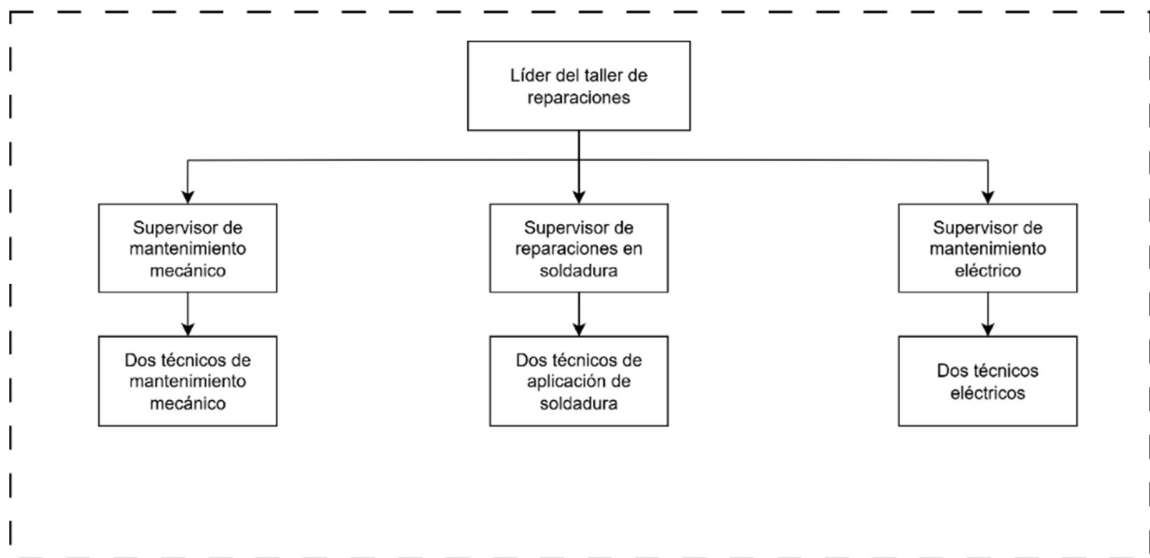 Líder del taller de
reparaciones
Supervisor de
mantenimiento
mecánico
Supervisor de
reparaciones en
soldadura
Supervisor de
mantenimiento
eléctrico
Dos técnicos de
mantenimiento
mecánico
Dos técnicos de
aplicación de
soldadura
Dos técnicos
eléctricos